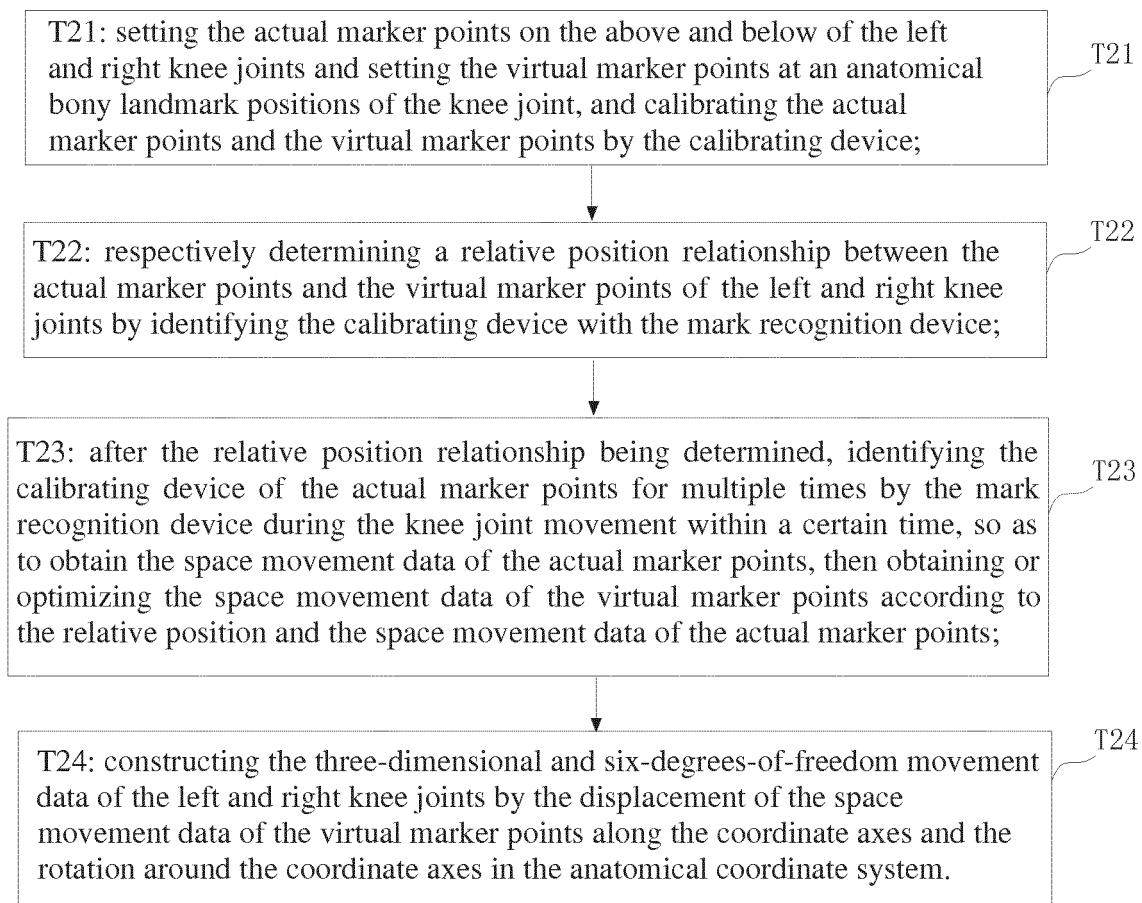 T21: setting the actual marker points on the above and below of the left
and right knee joints and setting the virtual marker points at an anatomical
bony landmark positions of the knee joint, and calibrating the actual
marker points and the virtual marker points by the calibrating device;
T21
T22: respectively determining a relative position relationship between the
actual marker points and the virtual marker points of the left and right knee
joints by identifying the calibrating device with the mark recognition device;
T22
T23: after the relative position relationship being determined, identifying the
calibrating device of the actual marker points for multiple times by the mark
recognition device during the knee joint movement within a certain time, so as
to obtain the space movement data of the actual marker points, then obtaining or
optimizing the space movement data of the virtual marker points according to
the relative position and the space movement data of the actual marker points;
T23
T24: constructing the three-dimensional and six-degrees-of-freedom movement
data of the left and right knee joints by the displacement of the space
movement data of the virtual marker points along the coordinate axes and the
rotation around the coordinate axes in the anatomical coordinate system.
T24